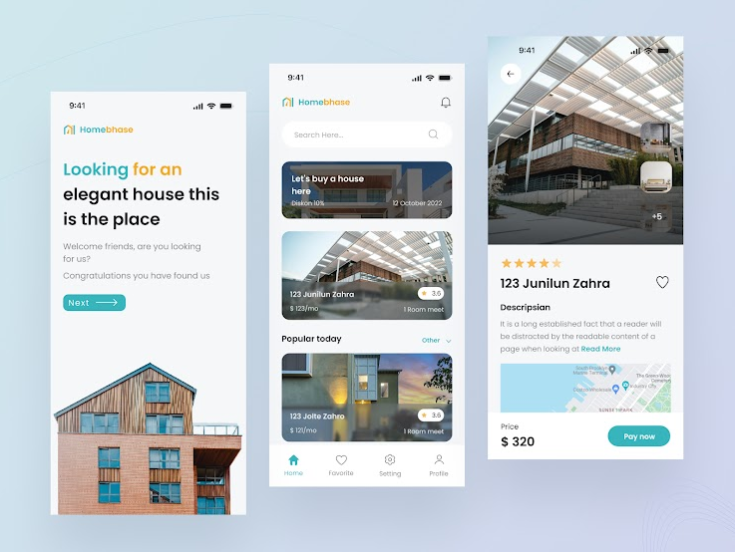 9:41
Homebhase
Looking for an
elegant house this
is the place
Welcome friends, are you looking
for us?
Congratulations you have found us
Next
9:41
Homebhase
Search Here..
Let's buy a house
here
Diskon 10%
12 October 2022
123 Junilun Zahra
3.6
$ 123/mo
1 Room meet
Popular today
Other
123 Jolte Zahro
3.6
$ 121/mo
1 Room meet
Home
Favorite
Setting
Profile
9:41
+5
123 Junilun Zahra
Descripsian
It is a long established fact that a reader will
be distracted by the readable content of a
page when looking at Read More
Price
$ 320
Pay now